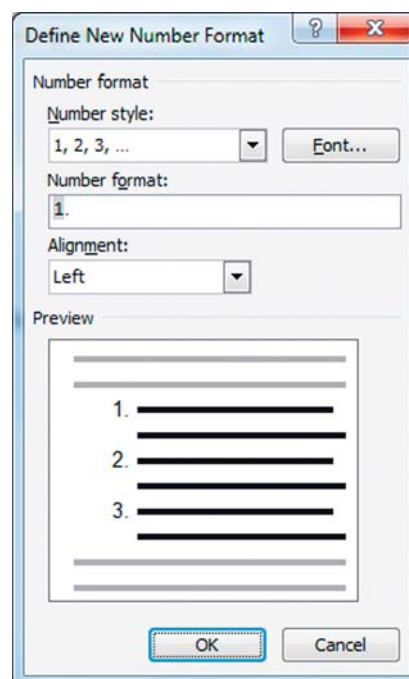 Define New Number Format ? X
Number format
Number style:
1, 2, 3, ... Font...
Number format:
1.
Alignment:
Left
Preview
1.
2.
3.
OK Cancel